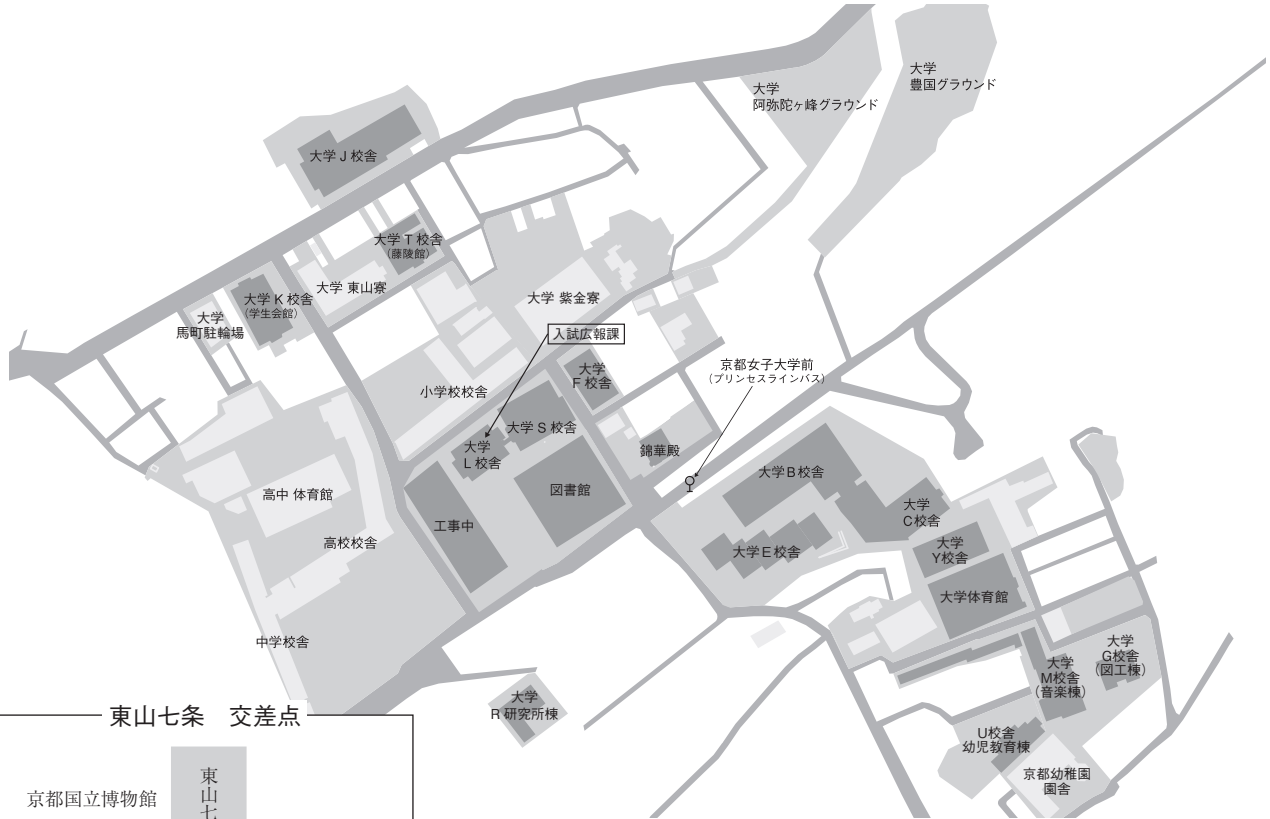 大学
豊国グラウンド
大学
阿弥陀ヶ峰グラウンド
大学 J 校舎
大学 T 校舎
（藤陵館）
大学 東山寮
大学 K 校舎
（学生会館）
大学
馬町駐輪場
大学 紫金寮
入試広報課
大学
F 校舎
京都女子大学前
（プリンセスラインバス）
小学校校舎
大学 S 校舎
大学
L 校舎
錦華殿
図書館
大学B校舎
高中 体育館
工事中
大学
C校舎
高校校舎
大学E校舎
大学
Y校舎
大学体育館
中学校舎
大学
G校舎
（図工棟）
大学
M校舎
（音楽棟）
大学
R 研究所棟
U校舎
幼児教育棟
京都幼稚園
園舎
東山七条　交差点
京都国立博物館
東山七